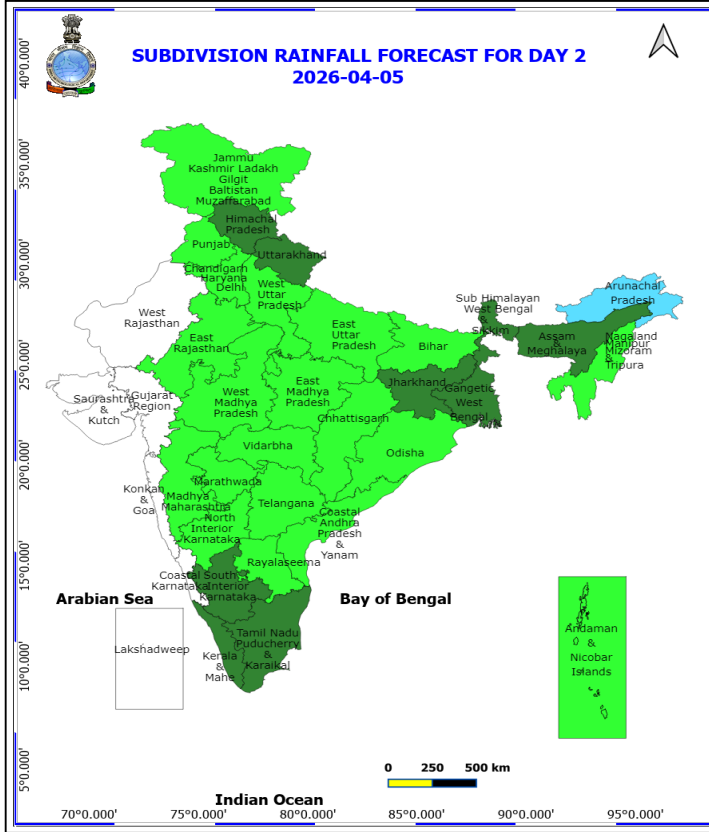 SUBDIVISION RAINFALL FORECAST FOR DAY 2
2026-04-05
40°0.000'
35°0.000'
30°0.000'
25°0.000'
20°0.000'
15°0.000'
10°0.000'
5°0.000'
Jammu
Kashmir Ladakh
Gilgit
Baltistan
Muzaffarabad
Himachal
Pradesh
Punjab
Uttarakhand
Chandigarh
Haryana
Delhi
West
Uttar
Pradesh
West
Rajasthan
East
Rajasthan
East
Uttar
Pradesh
Bihar
Sub Himalayan
West Bengal
&
Sikkim
Arunachal
Pradesh
Assam
&
Meghalaya
Nagaland
Manipur
Mizoram
&
Tripura
Saurashtra
&
Kutch
Gujarat
Region
West
Madhya
Pradesh
East
Madhya
Pradesh
Jharkhand
Gangetic
West
Bengal
Chhattisgarh
Odisha
Vidarbha
Konkan
&
Goa
Marathwada
Madhya
Maharashtra
North
Interior
Karnataka
Telangana
Coastal
Andhra
Pradesh
&
Yanam
Rayalaseema
Coastal
Karnataka
South
Interior
Karnataka
Arabian Sea
Bay of Bengal
Lakshadweep
Kerala
&
Mahe
Tamil Nadu
Puducherry
&
Karaikal
Andaman
&
Nicobar
Islands
0 250 500 km
Indian Ocean
70°0.000' 75°0.000' 80°0.000' 85°0.000' 90°0.000' 95°0.000'